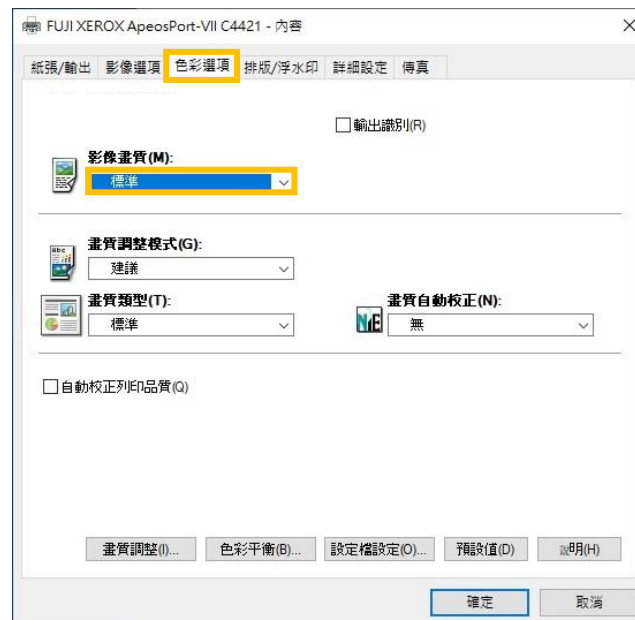 FUJI XEROX ApeosPort-VII C4421 - 內容
紙張/輸出 影像選項 色彩選項 排版/浮水印 詳細設定 傳真
輸出識別(R)
影像畫質(M):
標準
畫質調整模式(G):
建議
畫質類型(T):
標準
畫質自動校正(N):
無
自動校正列印品質(Q)
畫質調整(I)... 色彩平衡(B)... 設定檔設定(O)... 預設值(D) 說明(H)
確定 取消